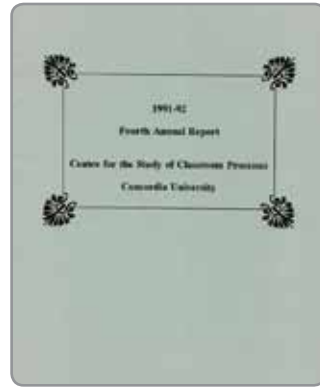 1991-92
Fourth Annual Report
Centre for the Study of Classroom Processes
Concordia University